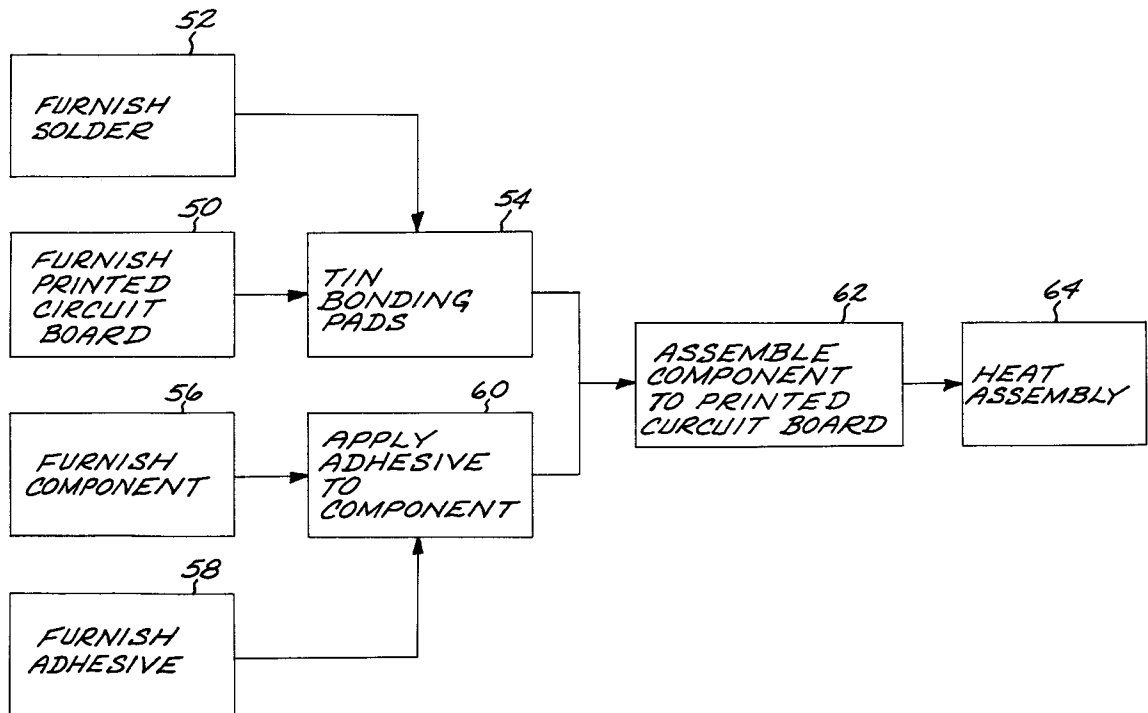 52
FURNISH
SOLDER
50
FURNISH
PRINTED
CIRCUIT
BOARD
54
TIN
BONDING
PADS
56
FURNISH
COMPONENT
60
APPLY
ADHESIVE
TO
COMPONENT
58
FURNISH
ADHESIVE
62
ASSEMBLE
COMPONENT
TO PRINTED
CURCUIT BOARD
64
HEAT
ASSEMBLY